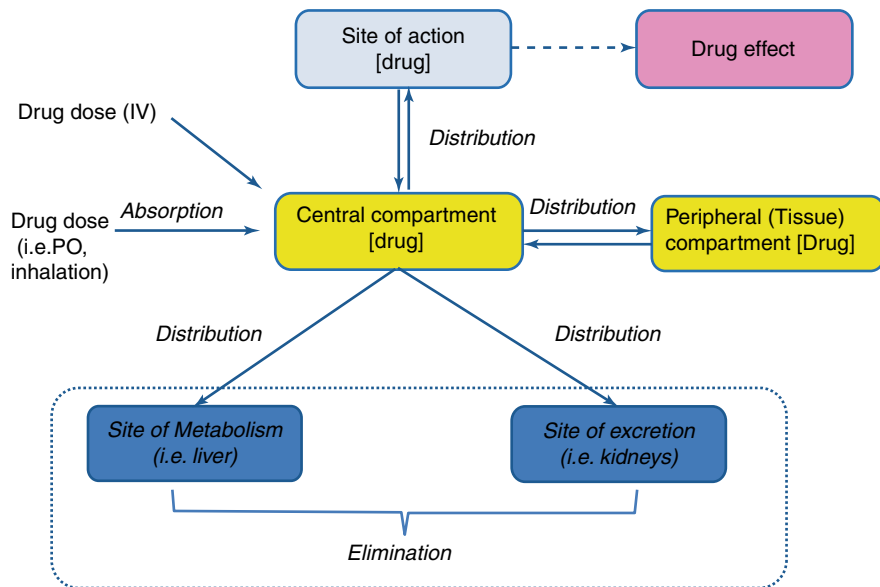 Site of action
[drug]
Drug effect
Drug dose (IV)
Distribution
Drug dose
(i.e.PO,
inhalation)
Absorption
Central compartment
[drug]
Distribution
Peripheral (Tissue)
compartment [Drug]
Distribution
Distribution
Site of Metabolism
(i.e. liver)
Site of excretion
(i.e. kidneys)
Elimination